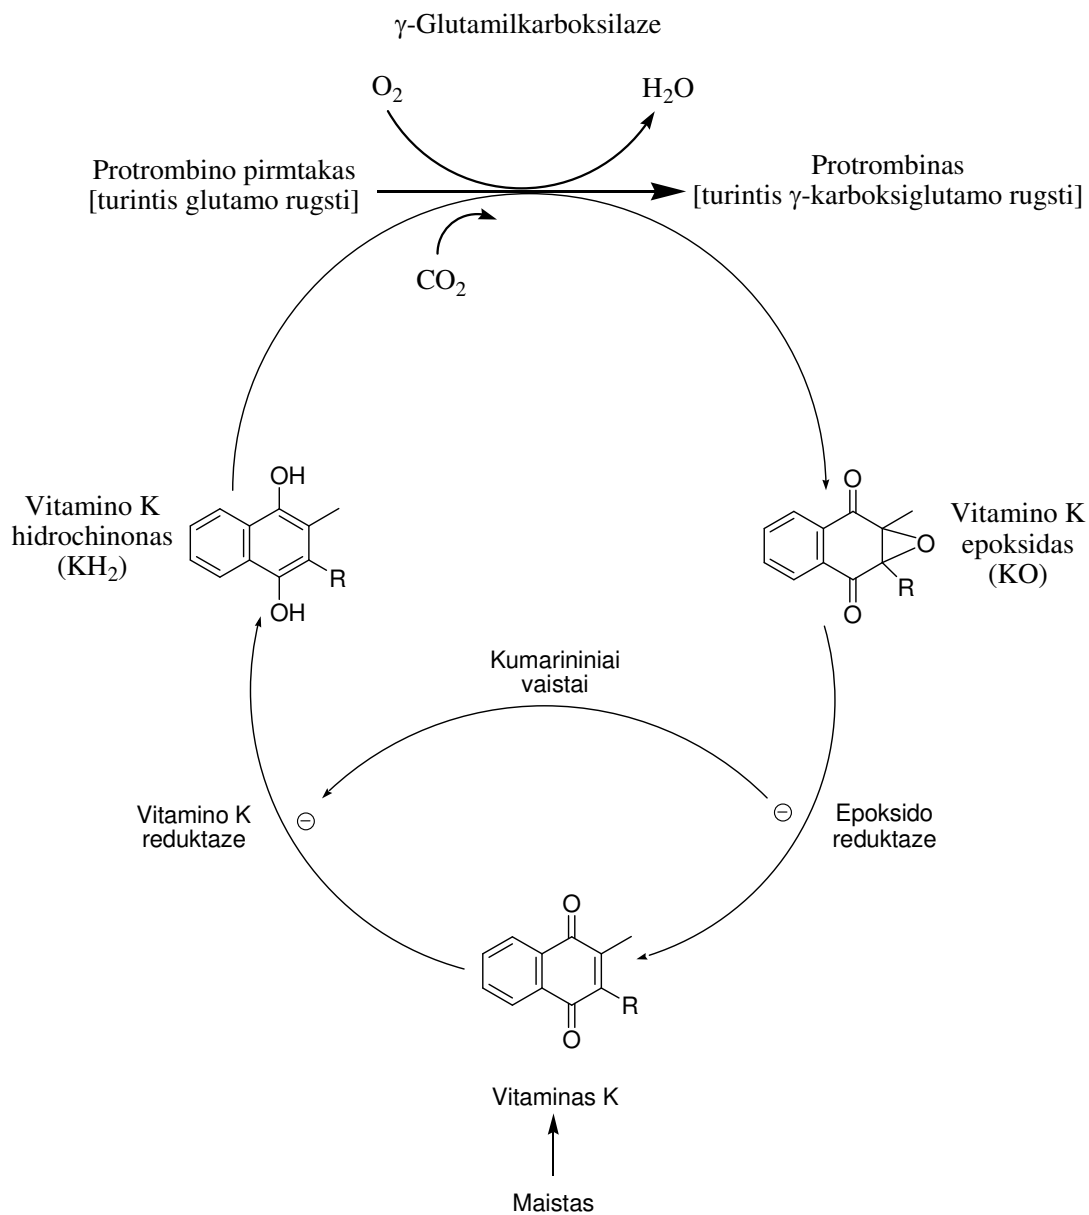 γ-Glutamilkarboksilaze
O₂
H₂O
Protrombino pirmtakas
[turintis glutamo rugsti]
Protrombinas
[turintis γ-karboksiglutamo rugsti]
CO₂
OH
Vitamino K
hidrochinonas
(KH₂)
R
OH
O
O
R
O
Vitamino K
epoksidas
(KO)
Kumarininiai
vaistai
Vitamino K
reduktaze
⊖
⊖
Epoksido
reduktaze
O
R
O
Vitaminas K
Maistas